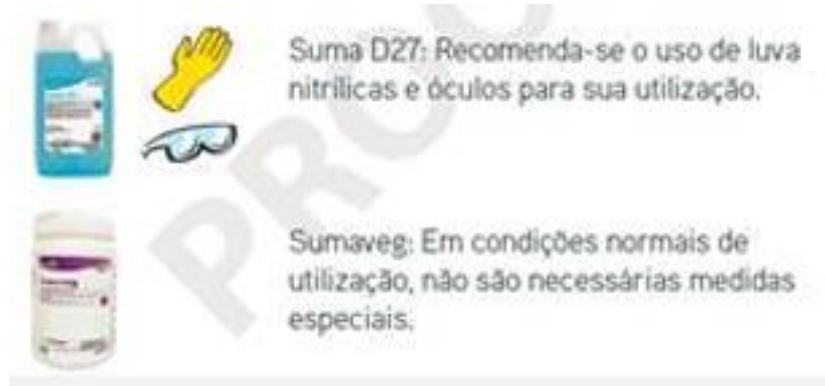 Suma D27: Recomenda-se o uso de luva
nitrílicas e óculos para sua utilização.
Sumaveg: Em condições normais de
utilização, não são necessárias medidas
especiais.
PROC